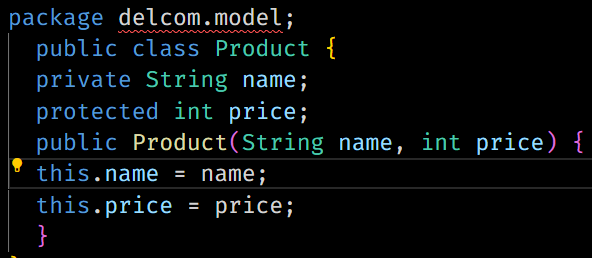 package delcom.model;
public class Product {
private String name;
protected int price;
public Product(String name, int price) {
this.name = name;
this.price = price;
}
}